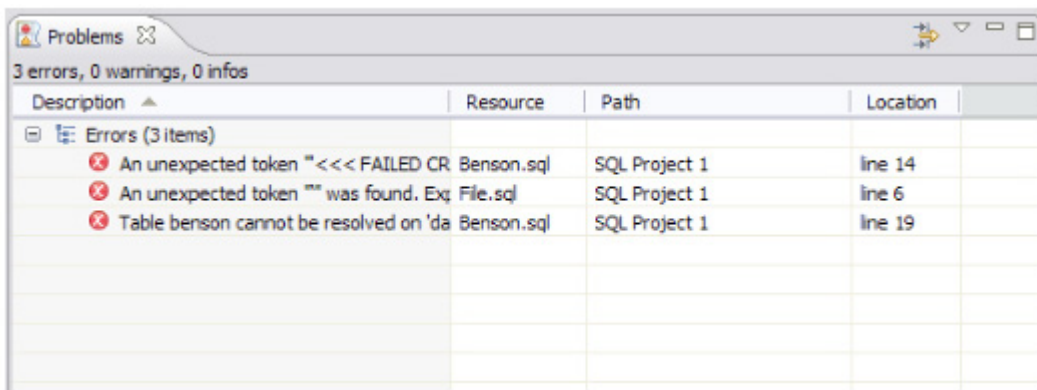 Problems
3 errors, 0 warnings, 0 infos
Description Resource Path Location
Errors (3 items)
An unexpected token "<<< FAILED CR Benson.sql SQL Project 1 line 14
An unexpected token """ was found. Exp File.sql SQL Project 1 line 6
Table benson cannot be resolved on 'da Benson.sql SQL Project 1 line 19